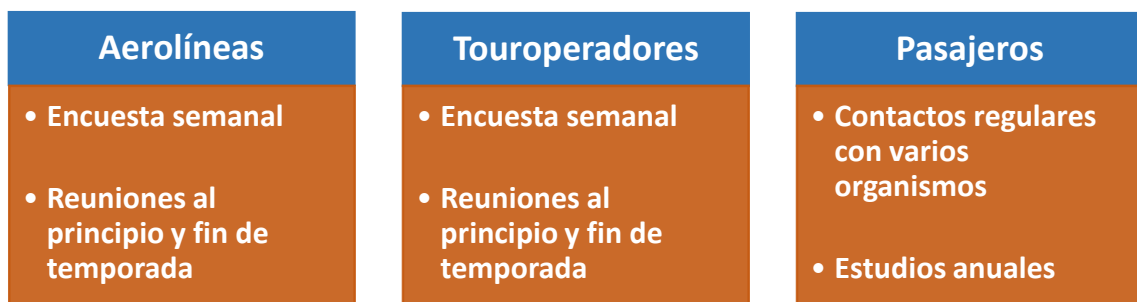 Aerolíneas
• Encuesta semanal
• Reuniones al
principio y fin de
temporada
Touroperadores
• Encuesta semanal
• Reuniones al
principio y fin de
temporada
Pasajeros
• Contactos regulares
con varios
organismos
• Estudios anuales